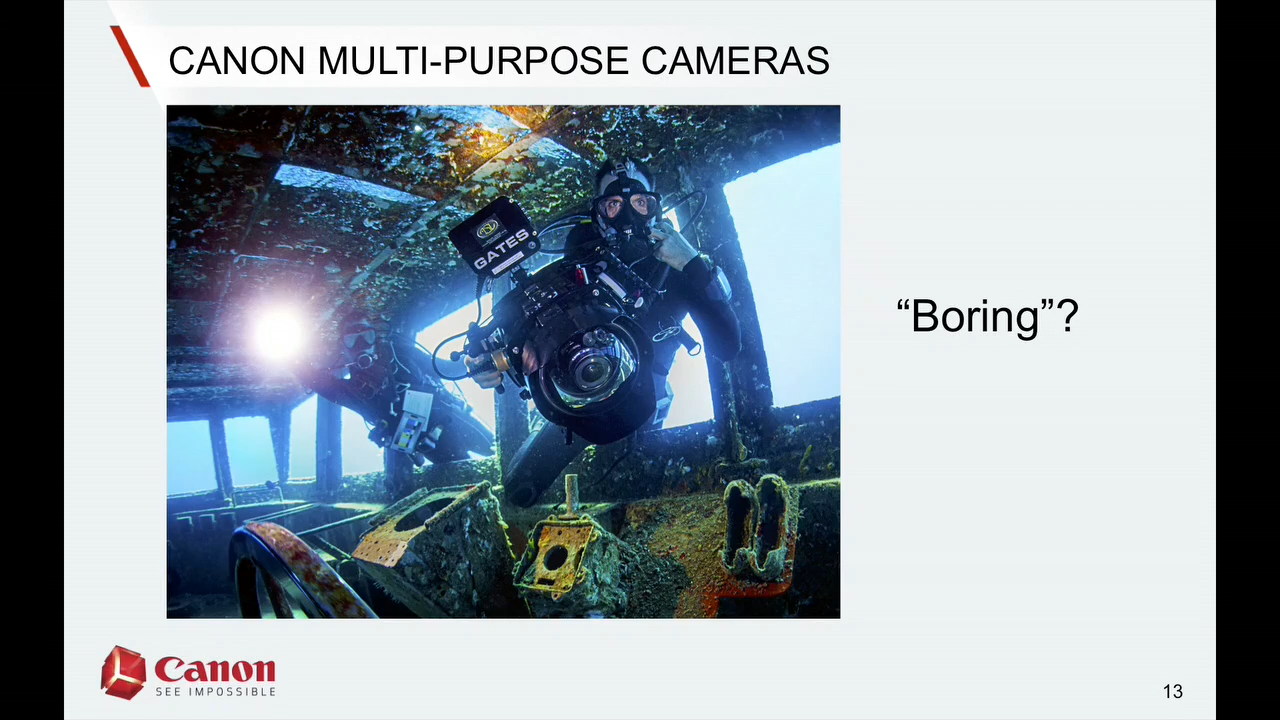 CANON MULTI-PURPOSE CAMERAS
GATES
“Boring”?
Canon
SEE IMPOSSIBLE
13